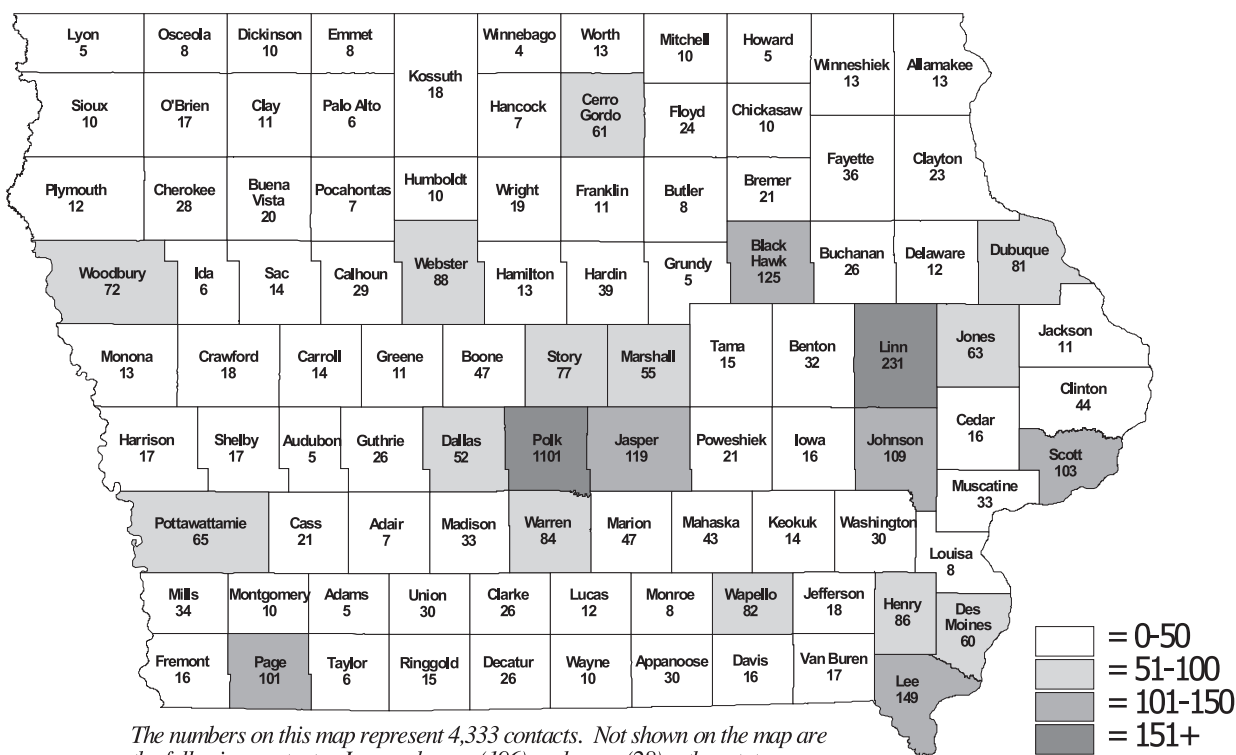 Lyon
5
Osceola
8
Dickinson
10
Emmet
8
Kossuth
18
Winnebago
4
Worth
13
Mitchell
10
Howard
5
Winneshiek
13
Allamakee
13
Sioux
10
O'Brien
17
Clay
11
Palo Alto
6
Hancock
7
Cerro
Gordo
61
Floyd
24
Chickasaw
10
Fayette
36
Clayton
23
Plymouth
12
Cherokee
28
Buena
Vista
20
Pocahontas
7
Humboldt
10
Wright
19
Franklin
11
Butler
8
Bremer
21
Woodbury
72
Ida
6
Sac
14
Calhoun
29
Webster
88
Hamilton
13
Hardin
39
Grundy
5
Black
Hawk
125
Buchanan
26
Delaware
12
Dubuque
81
Monona
13
Crawford
18
Carroll
14
Greene
11
Boone
47
Story
77
Marshall
55
Tama
15
Benton
32
Linn
231
Jones
63
Jackson
11
Clinton
44
Harrison
17
Shelby
17
Audubon
5
Guthrie
26
Dallas
52
Polk
1101
Jasper
119
Poweshiek
21
Iowa
16
Johnson
109
Cedar
16
Scott
103
Muscatine
33
Pottawattamie
65
Cass
21
Adair
7
Madison
33
Warren
84
Marion
47
Mahaska
43
Keokuk
14
Washington
30
Louisa
8
Mills
34
Montgomery
10
Adams
5
Union
30
Clarke
26
Lucas
12
Monroe
8
Wapello
82
Jefferson
18
Henry
86
Des
Moines
60
Fremont
16
Page
101
Taylor
6
Ringgold
15
Decatur
26
Wayne
10
Appanoose
30
Davis
16
Van Buren
17
Lee
149
= 0-50
= 51-100
= 101-150
= 151+
The numbers on this map represent 4,333 contacts. Not shown on the map are